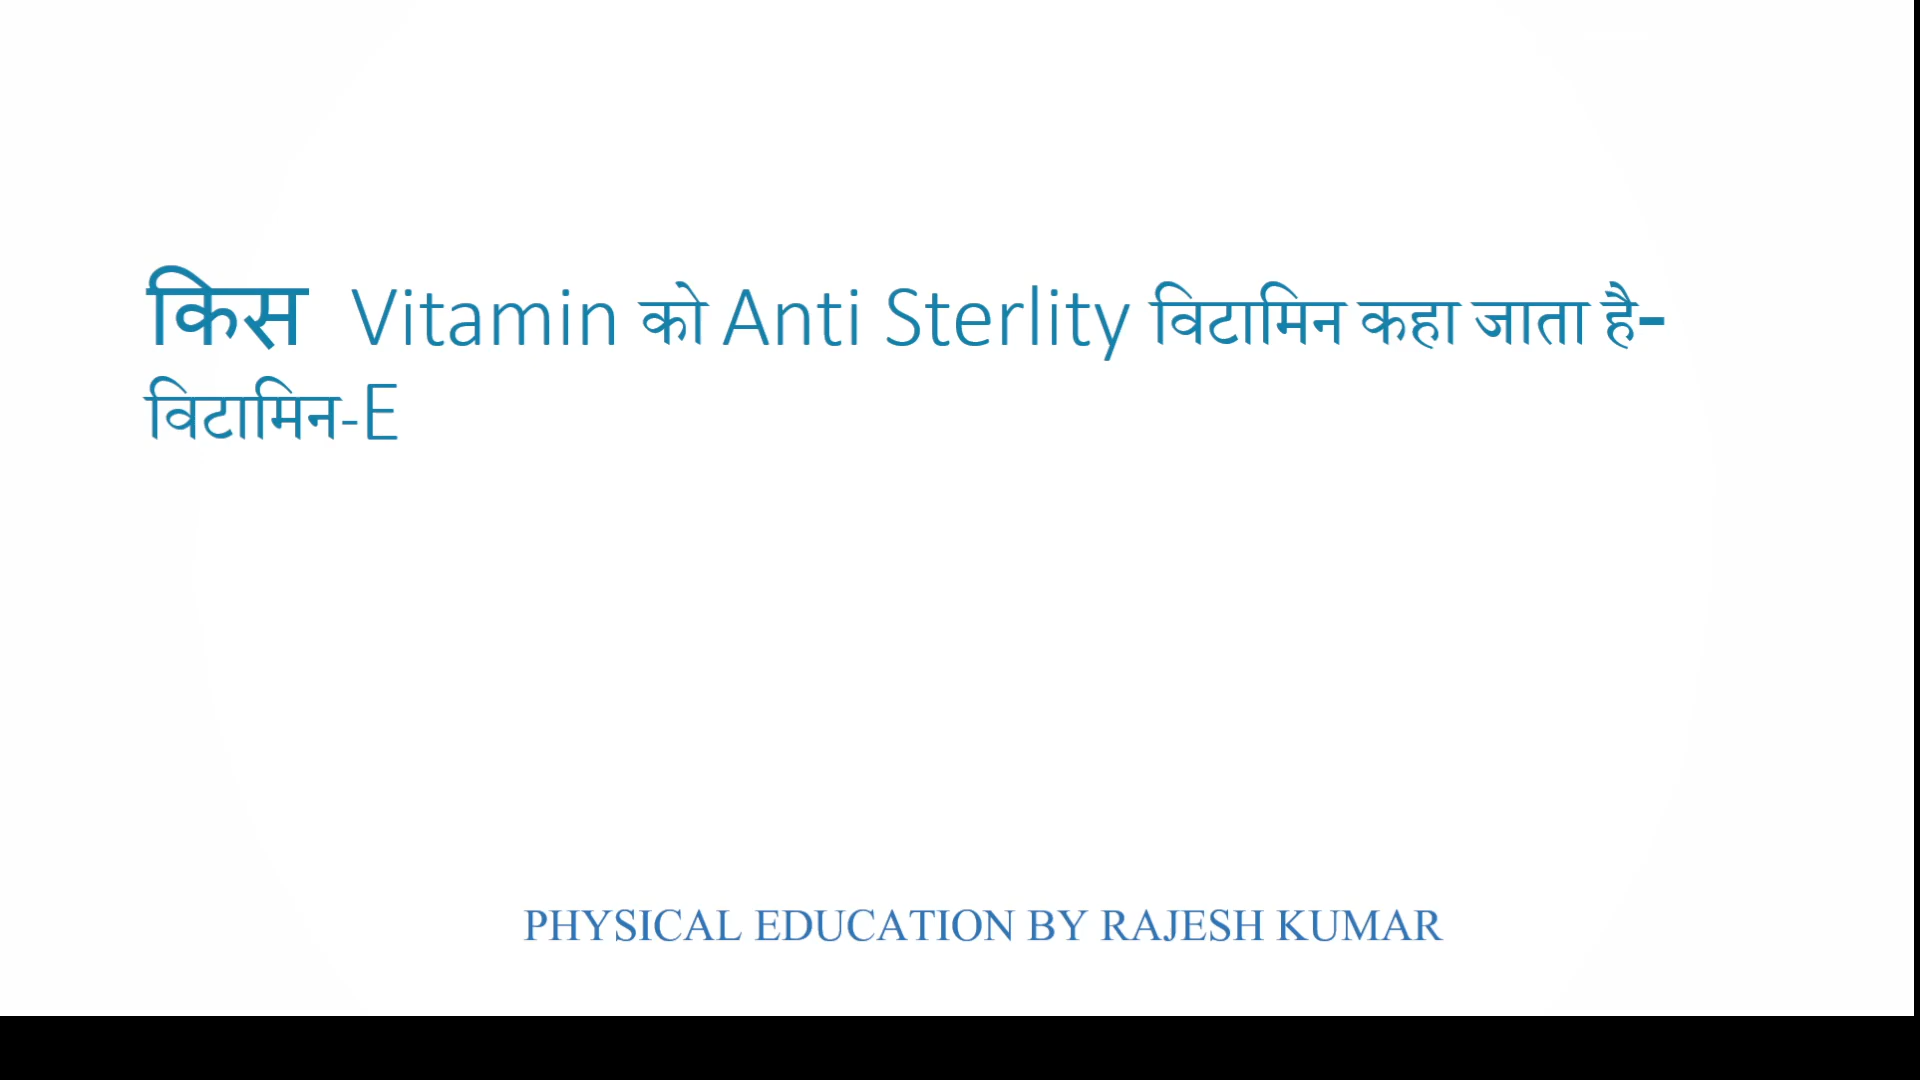 किस Vitamin को Anti Sterlity विटामिन कहा जाता है-
विटामिन-E
PHYSICAL EDUCATION BY RAJESH KUMAR